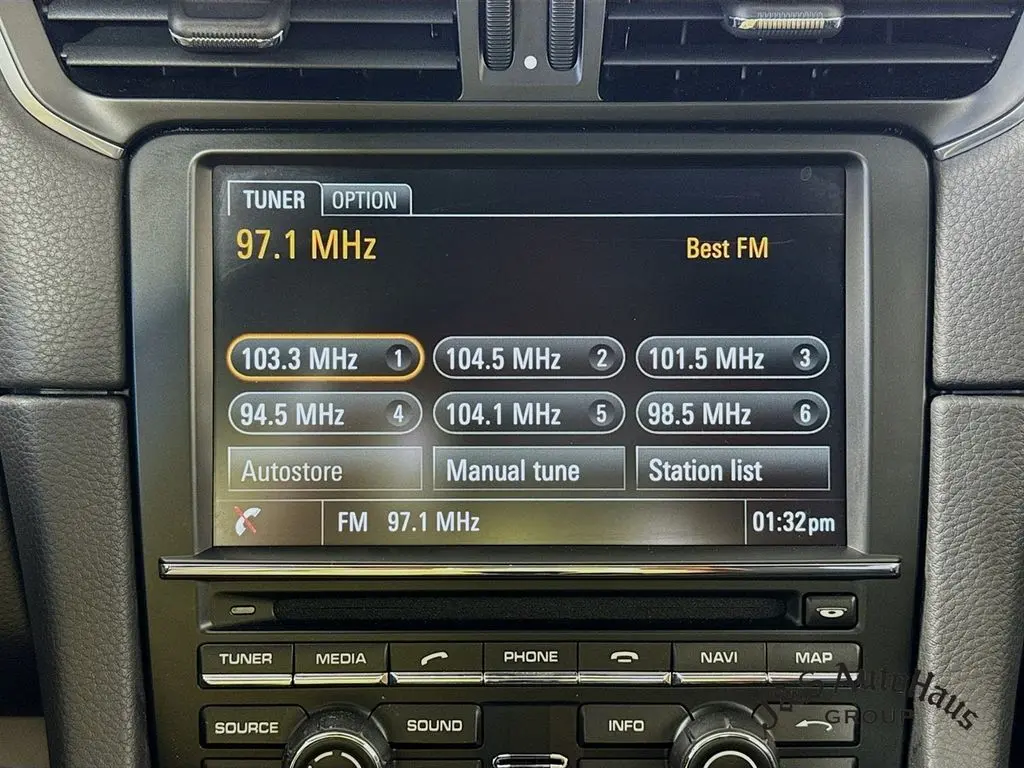 TUNER OPTION
97.1 MHz Best FM
103.3 MHz 1 104.5 MHz 2 101.5 MHz 3
94.5 MHz 4 104.1 MHz 5 98.5 MHz 6
Autostore Manual tune Station list
FM 97.1 MHz 01:32pm
TUNER MEDIA PHONE NAVI MAP
SOURCE SOUND INFO
AutoHaus
GROUP